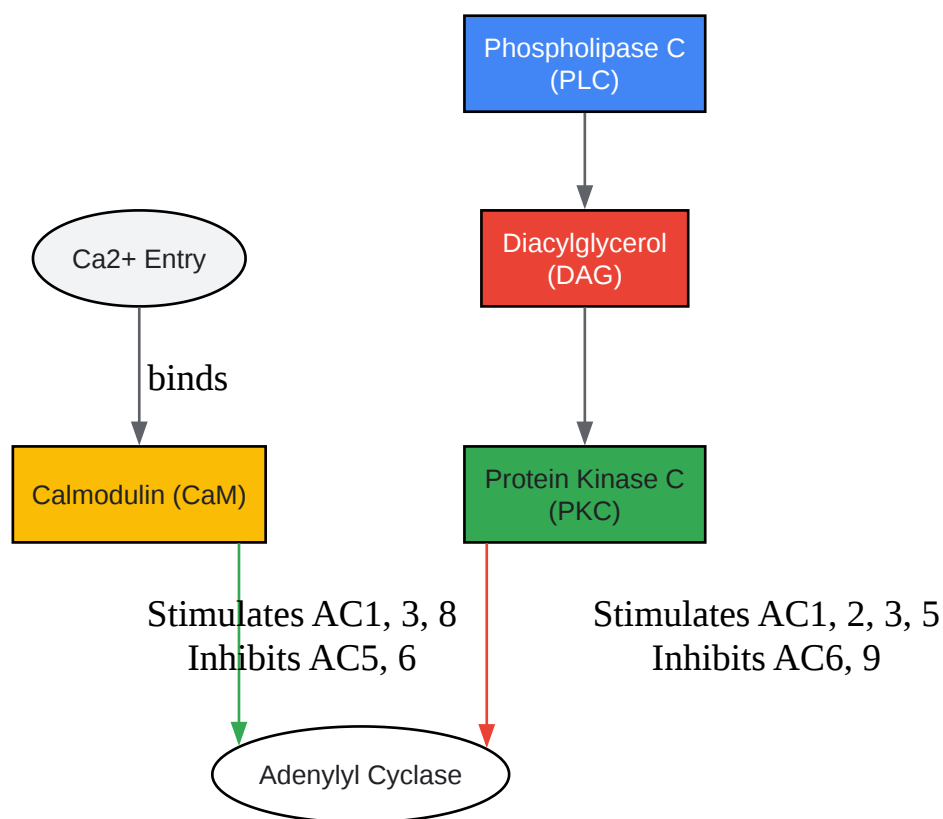 Phospholipase C
(PLC)
Diacylglycerol
(DAG)
Ca2+ Entry
binds
Calmodulin (CaM)
Protein Kinase C
(PKC)
Stimulates AC1, 3, 8
Inhibits AC5, 6
Stimulates AC1, 2, 3, 5
Inhibits AC6, 9
Adenylyl Cyclase